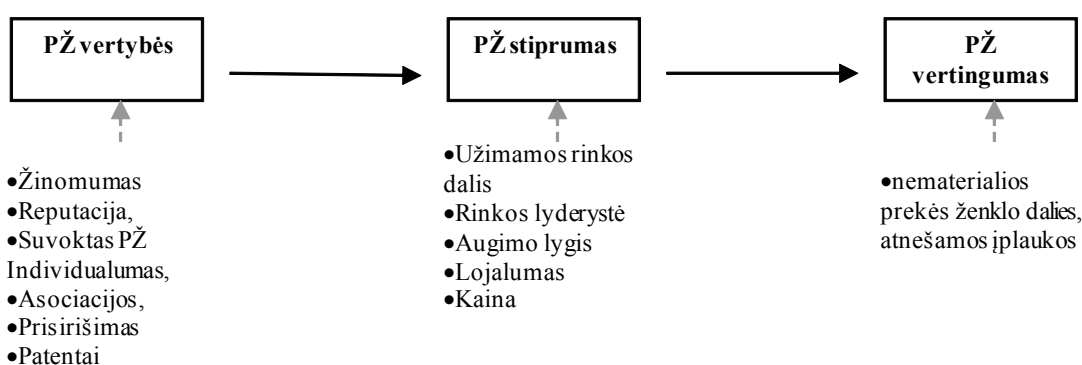 PŽ vertybės
PŽ stiprumas
PŽ
vertingumas
•Žinomumas
•Reputacija,
•Suvoktas PŽ
Individualumas,
•Asociacijos,
•Prisirišimas
•Patentai
•Užimamos rinkos
dalis
•Rinkos lyderystė
•Augimo lygis
•Lojalumas
•Kaina
•nematerialios
prekės ženklo dalies,
atnešamos įplaukos